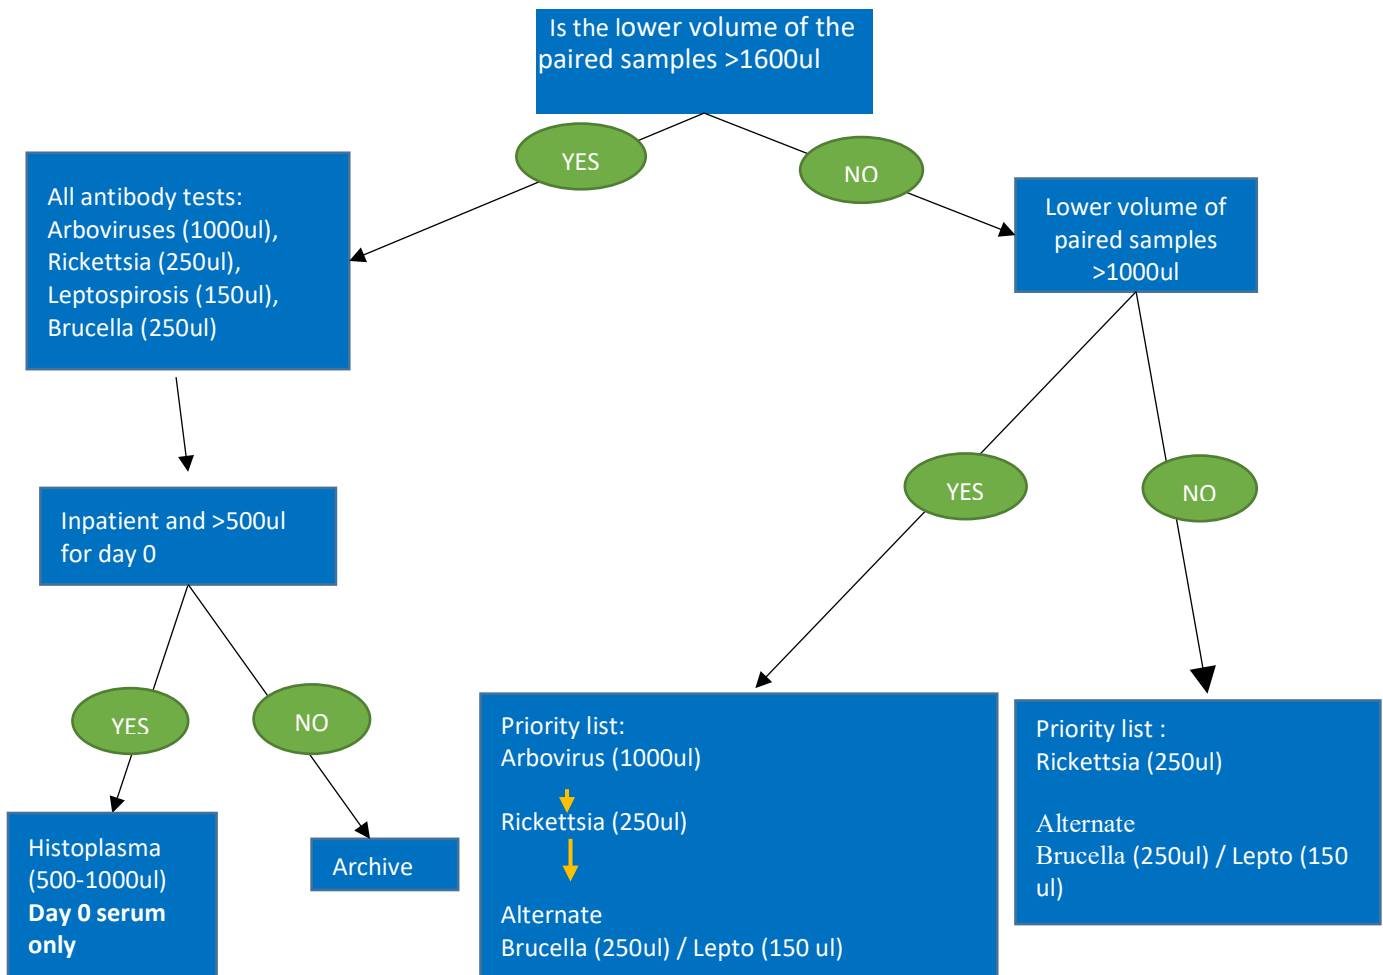 Is the lower volume of the
paired samples >1600ul
YES
NO
All antibody tests:
Arboviruses (1000ul),
Rickettsia (250ul),
Leptospirosis (150ul),
Brucella (250ul)
Lower volume of
paired samples
>1000ul
Inpatient and >500ul
for day 0
YES
NO
YES
NO
Histoplasma
(500-1000ul)
Day 0 serum
only
Archive
Priority list:
Arbovirus (1000ul)
Rickettsia (250ul)
Alternate
Brucella (250ul) / Lepto (150 ul)
Priority list :
Rickettsia (250ul)
Alternate
Brucella (250ul) / Lepto (150
ul)